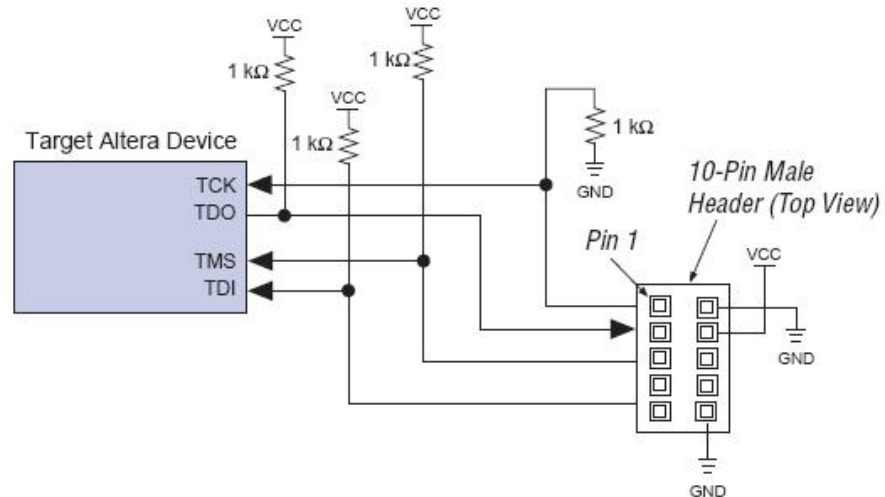 VCC
1 kΩ
VCC
1 kΩ
VCC
1 kΩ
1 kΩ
GND
Target Altera Device
TCK
TDO
TMS
TDI
10-Pin Male
Header (Top View)
Pin 1
VCC
GND
GND